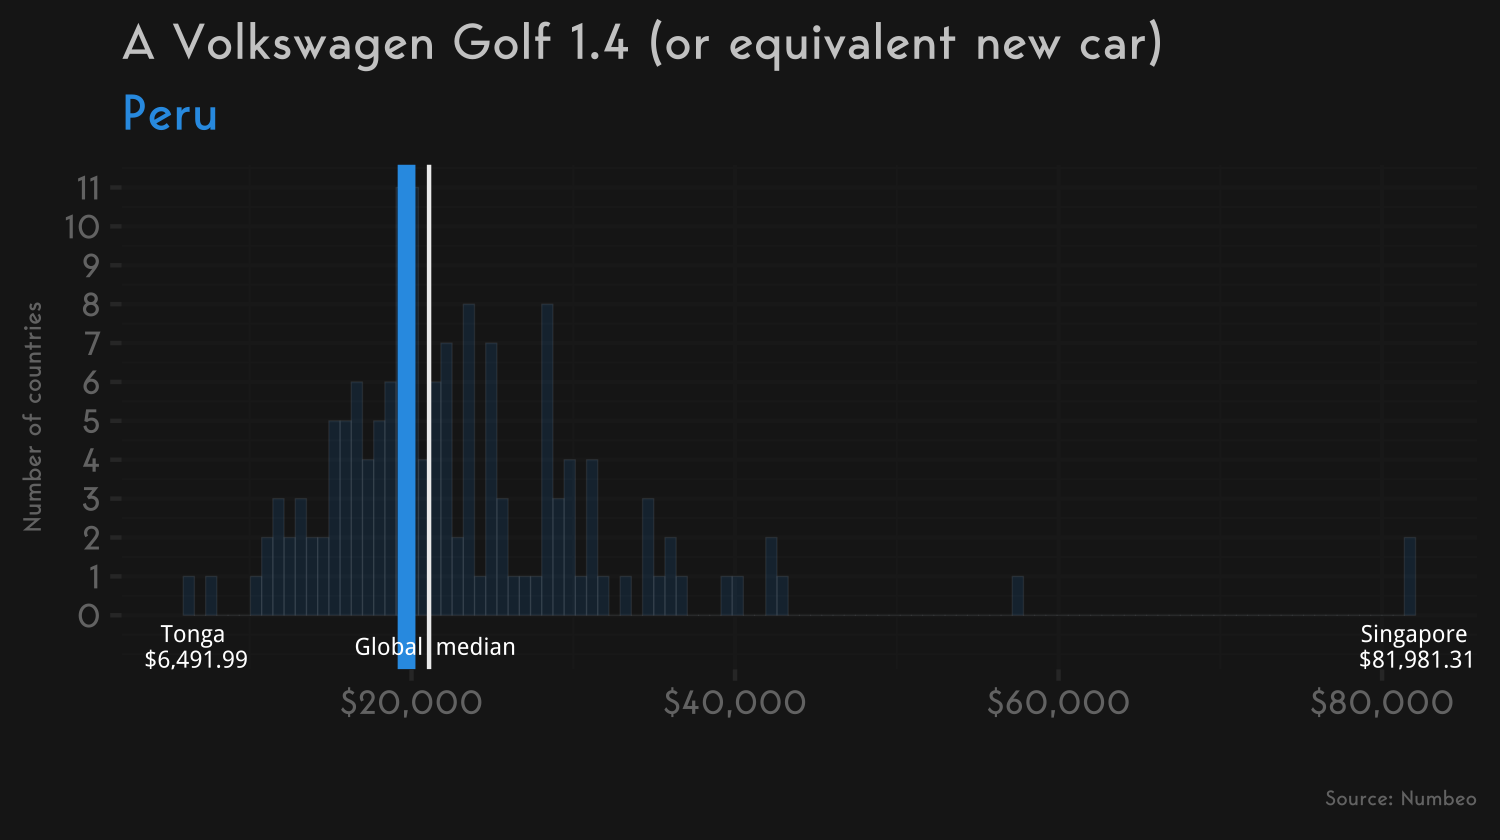 A Volkswagen Golf 1.4 (or equivalent new car)
Peru
Number of countries
11
10
9
8
7
6
5
4
3
2
1
0
Tonga
$6,491.99
Global median
Singapore
$81,981.31
$20,000
$40,000
$60,000
$80,000
Source: Numbeo